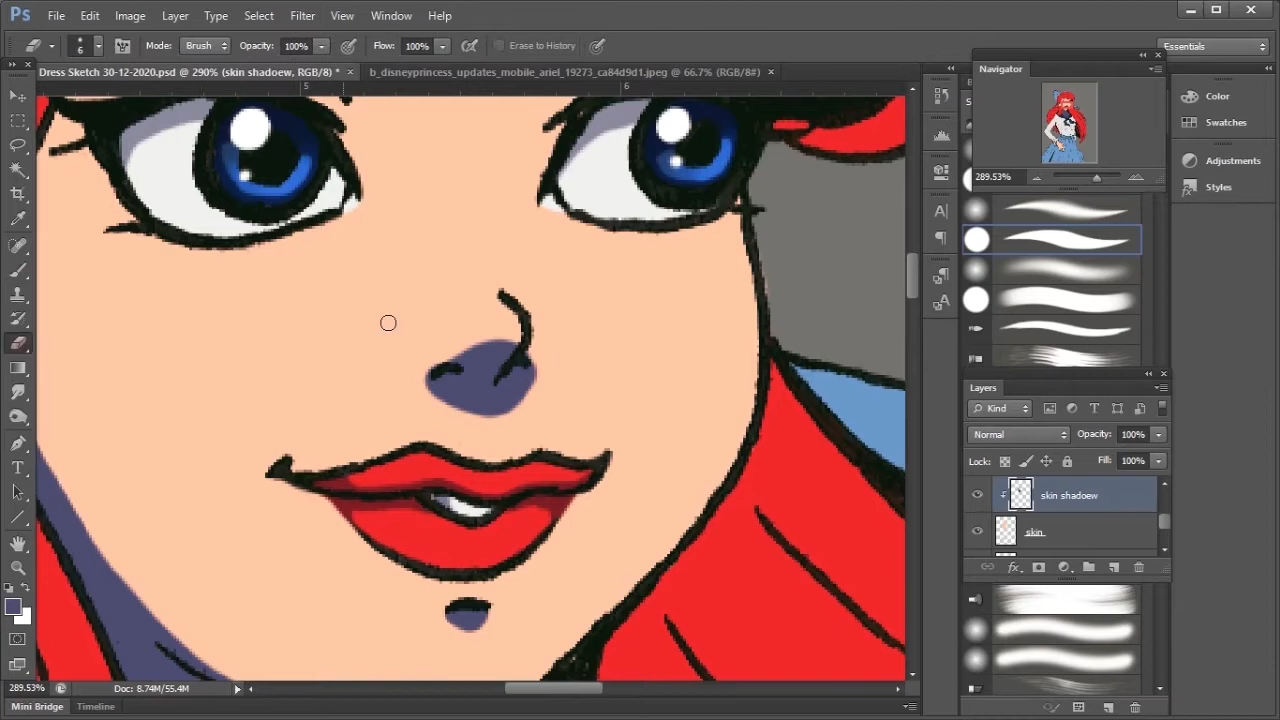 Ps File Edit Image Layer Type Select Filter View Window Help
6 Mode: Brush Opacity: 100% Flow: 100% Erase to History Essentials
Dress Sketch 30-12-2020.psd @ 290% (skin shadoew, RGB/8) * × b_disneyprincess_updates_mobile_ariel_19273_ca84d9d1.jpeg @ 66.7% (RGB/8#) ×
5 6
Navigator
289.53%
Color
Swatches
Adjustments
Styles
Layers
Kind
Normal Opacity: 100%
Lock: Fill: 100%
skin shadoew
skin
289.53% Doc: 8.74M/55.4M
Mini Bridge Timeline